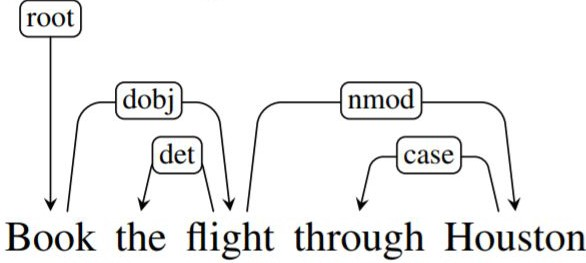 root
dobj nmod
det case
Book the flight through Houston